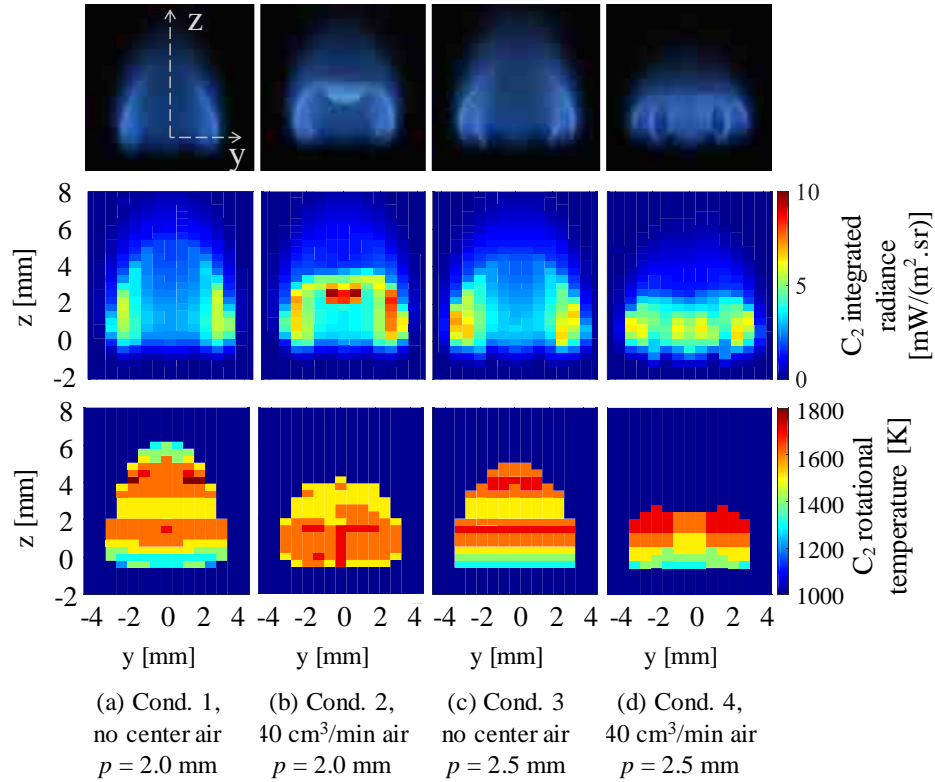 z
y
8
6
4
2
0
-2
z [mm]
10
5
0
C₂ integrated
radiance
[mW/(m².sr)]
8
6
4
2
0
-2
z [mm]
1800
1600
1400
1200
1000
C₂ rotational
temperature [K]
-4 -2 0 2 4 -4 -2 0 2 4 -4 -2 0 2 4 -4 -2 0 2 4
y [mm] y [mm] y [mm] y [mm]
(a) Cond. 1, (b) Cond. 2, (c) Cond. 3 (d) Cond. 4,
no center air 40 cm³/min air no center air 40 cm³/min air
p = 2.0 mm p = 2.0 mm p = 2.5 mm p = 2.5 mm